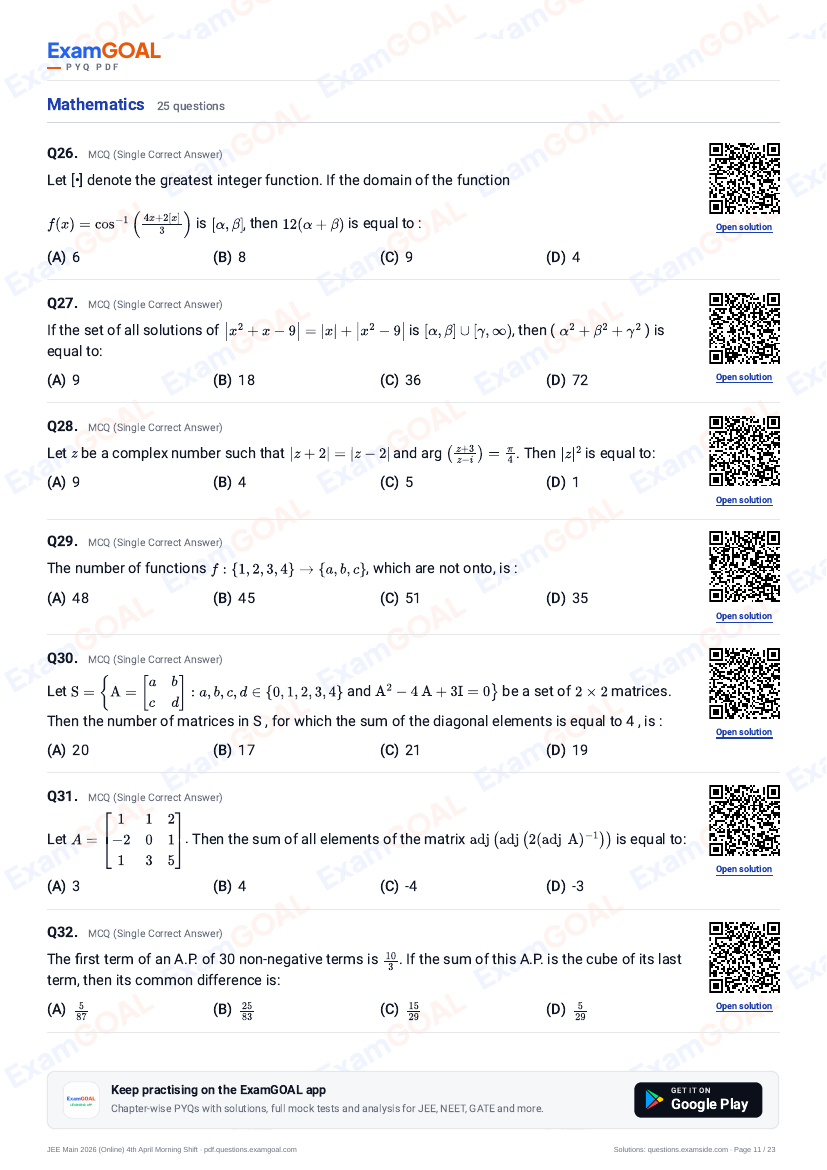 ExamGOAL
PYQ PDF
Mathematics 25 questions
Q26. MCQ (Single Correct Answer)
Let [•] denote the greatest integer function. If the domain of the function
f(x) = cos⁻¹ ((4x+2[x])/3) is [α, β], then 12(α + β) is equal to :
(A) 6 (B) 8 (C) 9 (D) 4
Open solution
Q27. MCQ (Single Correct Answer)
If the set of all solutions of |x² + x − 9| = |x| + |x² − 9| is [α, β] ∪ [γ, ∞), then ( α² + β² + γ² ) is
equal to:
(A) 9 (B) 18 (C) 36 (D) 72
Open solution
Q28. MCQ (Single Correct Answer)
Let z be a complex number such that |z + 2| = |z − 2| and arg ((z+3)/(z−i)) = π/4. Then |z|² is equal to:
(A) 9 (B) 4 (C) 5 (D) 1
Open solution
Q29. MCQ (Single Correct Answer)
The number of functions f : {1, 2, 3, 4} → {a, b, c}, which are not onto, is :
(A) 48 (B) 45 (C) 51 (D) 35
Open solution
Q30. MCQ (Single Correct Answer)
Let S = {A = [a b; c d] : a, b, c, d ∈ {0, 1, 2, 3, 4} and A² − 4 A + 3I = 0} be a set of 2 × 2 matrices.
Then the number of matrices in S , for which the sum of the diagonal elements is equal to 4 , is :
(A) 20 (B) 17 (C) 21 (D) 19
Open solution
Q31. MCQ (Single Correct Answer)
Let A = [1 1 2; −2 0 1; 1 3 5]. Then the sum of all elements of the matrix adj (adj (2(adj A)⁻¹)) is equal to:
(A) 3 (B) 4 (C) -4 (D) -3
Open solution
Q32. MCQ (Single Correct Answer)
The first term of an A.P. of 30 non-negative terms is 10/3. If the sum of this A.P. is the cube of its last
term, then its common difference is:
(A) 5/87 (B) 25/83 (C) 15/29 (D) 5/29
Open solution
ExamGOAL
Keep practising on the ExamGOAL app
Chapter-wise PYQs with solutions, full mock tests and analysis for JEE, NEET, GATE and more.
GET IT ON
Google Play
JEE Main 2026 (Online) 4th April Morning Shift · pdf.questions.examgoal.com
Solutions: questions.examside.com · Page 11 / 23